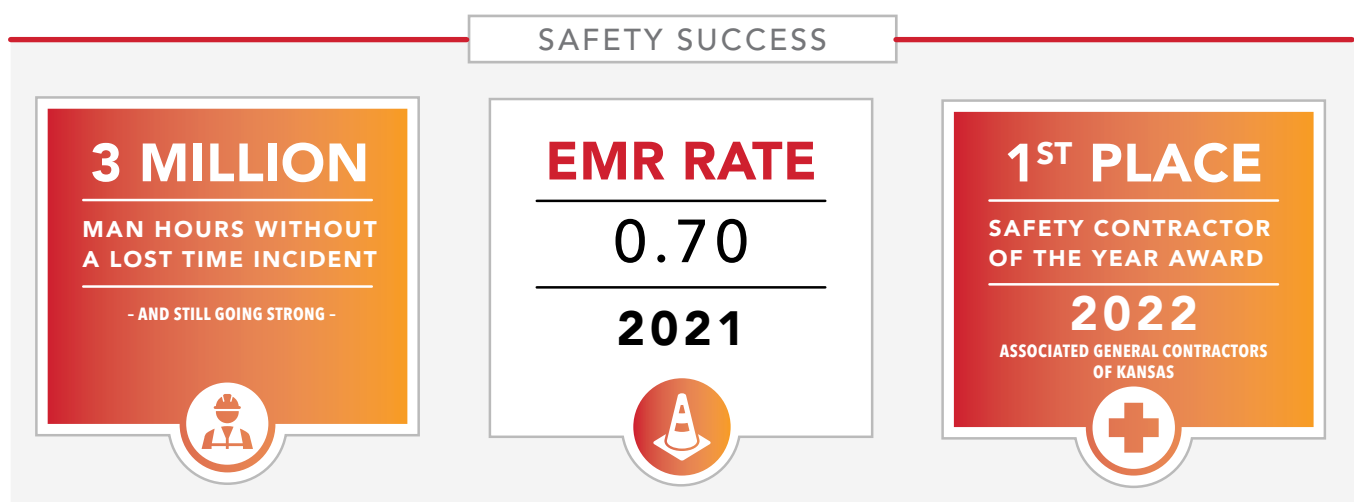 SAFETY SUCCESS
3 MILLION
MAN HOURS WITHOUT
A LOST TIME INCIDENT
– AND STILL GOING STRONG –
EMR RATE
0.70
2021
1ST PLACE
SAFETY CONTRACTOR
OF THE YEAR AWARD
2022
ASSOCIATED GENERAL CONTRACTORS
OF KANSAS